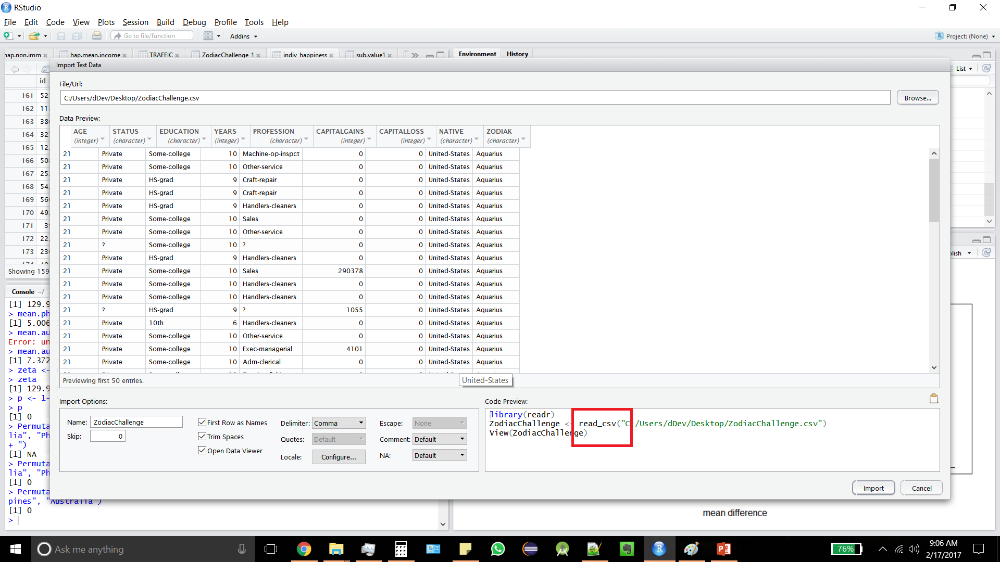 RStudio
File Edit Code View Plots Session Build Debug Profile Tools Help
Go to file/function Addins Project: (None)
hap.non.imm hap.mean.income TRAFFIC ZodiacChallenge_1 indiv_happiness sub.value1 Environment History
Import Text Data
List
id
File/Url:
C:/Users/dDev/Desktop/ZodiacChallenge.csv Browse...
Data Preview:
AGE STATUS EDUCATION YEARS PROFESSION CAPITALGAINS CAPITALLOSS NATIVE ZODIAK
(integer) (character) (character) (integer) (character) (integer) (integer) (character) (character)
21 Private Some-college 10 Machine-op-inspct 0 0 United-States Aquarius
21 Private Some-college 10 Other-service 0 0 United-States Aquarius
21 Private HS-grad 9 Craft-repair 0 0 United-States Aquarius
21 Private HS-grad 9 Craft-repair 0 0 United-States Aquarius
21 Private HS-grad 9 Handlers-cleaners 0 0 United-States Aquarius
21 Private Some-college 10 Sales 0 0 United-States Aquarius
21 Private Some-college 10 Other-service 0 0 United-States Aquarius
21 ? Some-college 10 ? 0 0 United-States Aquarius
21 Private HS-grad 9 Handlers-cleaners 0 0 United-States Aquarius
21 Private Some-college 10 Sales 290378 0 United-States Aquarius
21 Private Some-college 10 Handlers-cleaners 0 0 United-States Aquarius
21 Private Some-college 10 Handlers-cleaners 0 0 United-States Aquarius
21 ? HS-grad 9 ? 1055 0 United-States Aquarius
21 Private 10th 6 Handlers-cleaners 0 0 United-States Aquarius
21 Private Some-college 10 Other-service 0 0 United-States Aquarius
21 Private Some-college 10 Exec-managerial 4101 0 United-States Aquarius
21 Private Some-college 10 Adm-clerical 0 0 United-States Aquarius
Previewing first 50 entries.
United-States
161 52
162 11
163 38
164 32
165 12
166 50
167 25
168 54
169 56
170 49
171 3
172 22
173 23
Showing 159
blish
Import Options:
Name: ZodiacChallenge
Skip: 0
First Row as Names
Trim Spaces
Open Data Viewer
Delimiter: Comma
Quotes: Default
Locale: Configure...
Escape: None
Comment: Default
NA: Default
Code Preview:
library(readr)
ZodiacChallenge <- read_csv("C:/Users/dDev/Desktop/ZodiacChallenge.csv")
View(ZodiacChallenge)
Import Cancel
Console ~/
[1] 129.9
> mean.ph
[1] 5.006
> mean.au
Error: un
> mean.au
[1] 7.372
> zeta <-
> zeta
[1] 129.9
> p <- 1-
> p
[1] 0
> Permuta
lia", "Ph
+ ")
[1] NA
> Permuta
lia", "Ph
[1] 0
> Permuta
pines", "Australia")
[1] 0
>
mean difference
Ask me anything
76%
9:06 AM
2/17/2017